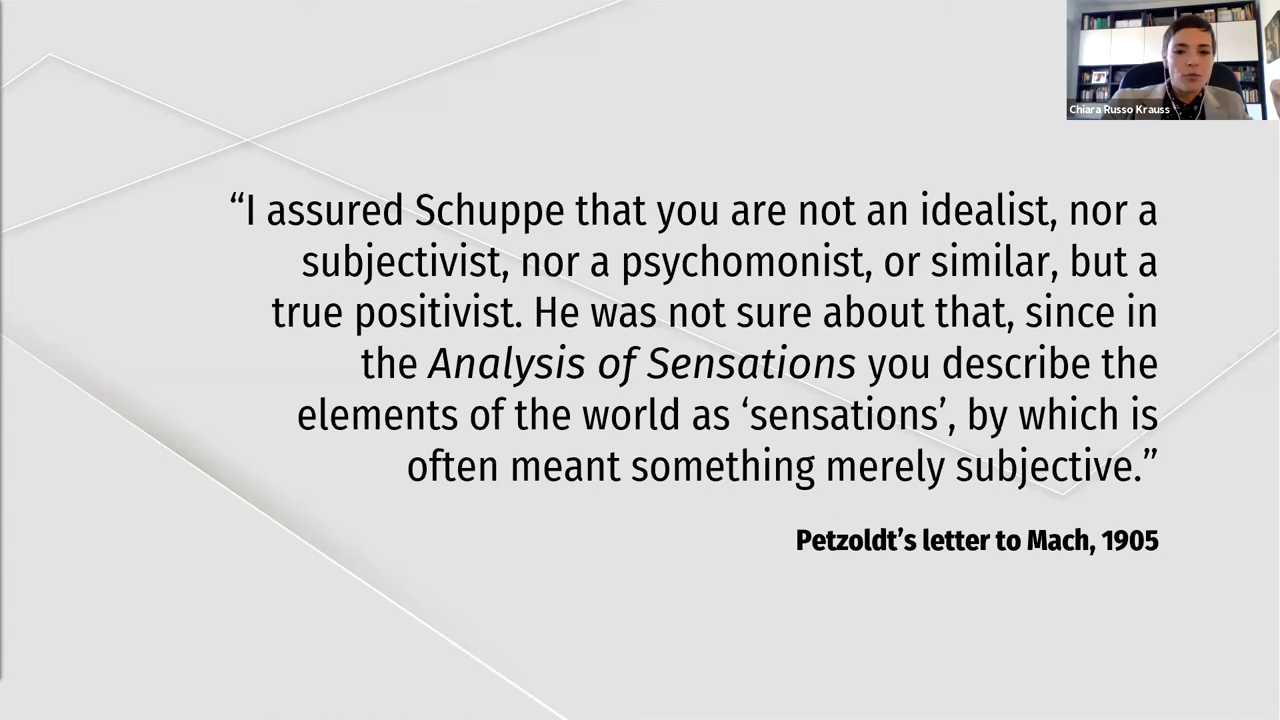 Chiara Russo Krauss
“I assured Schuppe that you are not an idealist, nor a
subjectivist, nor a psychomonist, or similar, but a
true positivist. He was not sure about that, since in
the Analysis of Sensations you describe the
elements of the world as ‘sensations’, by which is
often meant something merely subjective.”
Petzoldt’s letter to Mach, 1905